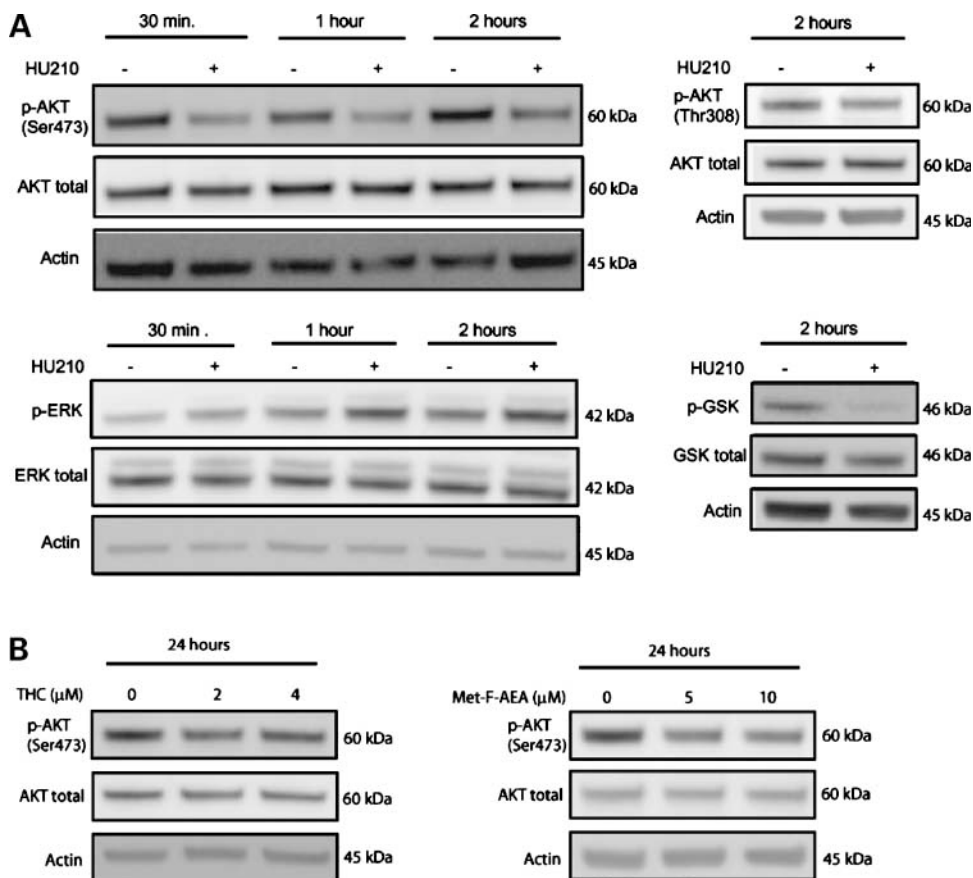 A
30 min.
1 hour
2 hours
HU210
- + - + - +
p-AKT
(Ser473)
60 kDa
AKT total
60 kDa
Actin
45 kDa
2 hours
HU210
- +
p-AKT
(Thr308)
60 kDa
AKT total
60 kDa
Actin
45 kDa
30 min .
1 hour
2 hours
HU210
- + - + - +
p-ERK
42 kDa
ERK total
42 kDa
Actin
45 kDa
2 hours
HU210
- +
p-GSK
46 kDa
GSK total
46 kDa
Actin
45 kDa
B
24 hours
THC (μM) 0 2 4
p-AKT
(Ser473)
60 kDa
AKT total
60 kDa
Actin
45 kDa
24 hours
Met-F-AEA (μM) 0 5 10
p-AKT
(Ser473)
60 kDa
AKT total
60 kDa
Actin
45 kDa